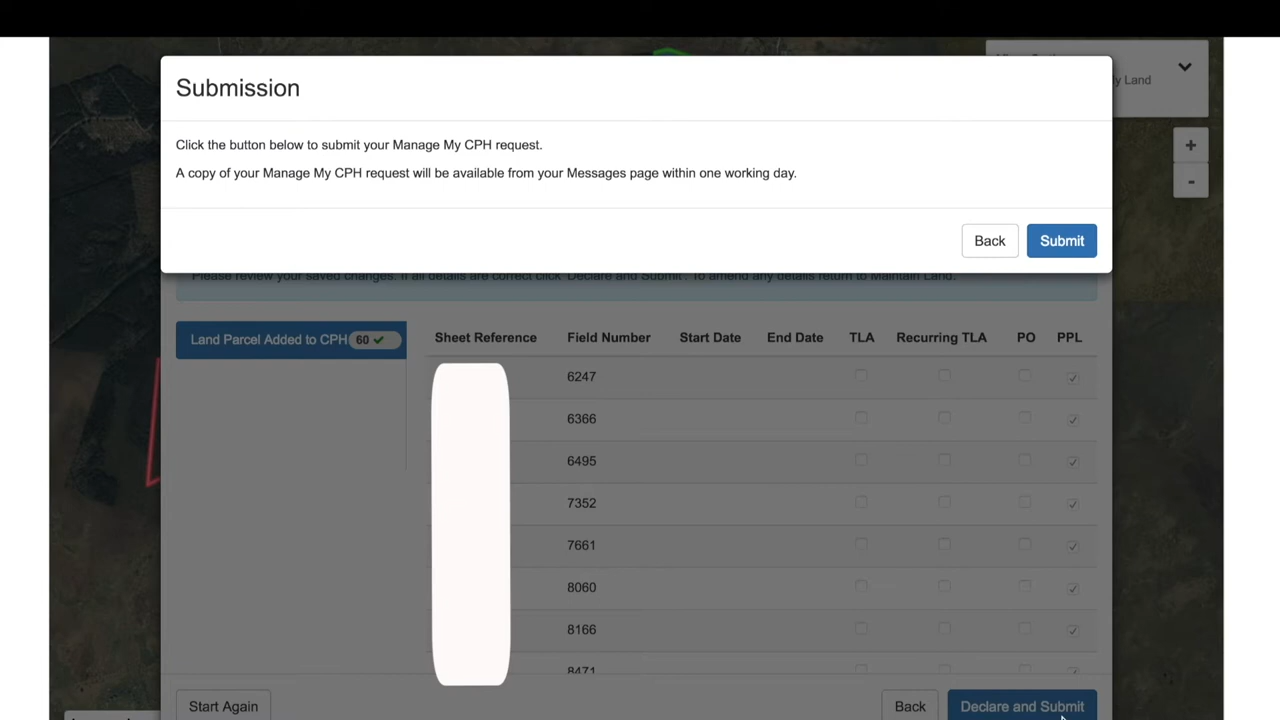 y Land
Submission
Click the button below to submit your Manage My CPH request.
A copy of your Manage My CPH request will be available from your Messages page within one working day.
+
-
Back Submit
Please review your saved changes. If all details are correct click 'Declare and Submit'. To amend any details return to Maintain Land.
Land Parcel Added to CPH 60
Sheet Reference Field Number Start Date End Date TLA Recurring TLA PO PPL
6247
6366
6495
7352
7661
8060
8166
8471
Start Again Back Declare and Submit